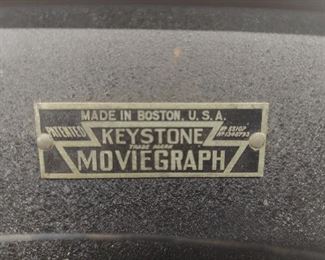 MADE IN BOSTON, U.S.A.
PATENTED
KEYSTONE
TRADE MARK
MOVIEGRAPH